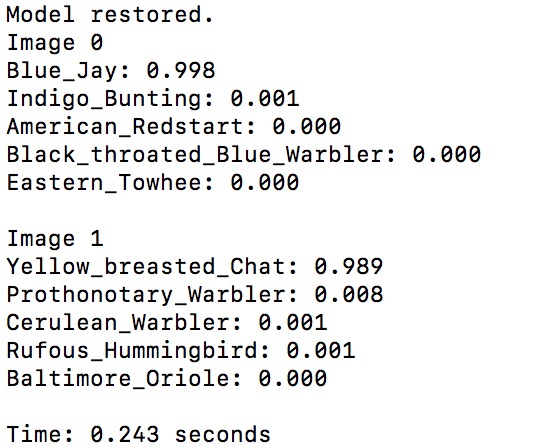 Model restored.
Image 0
Blue_Jay: 0.998
Indigo_Bunting: 0.001
American_Redstart: 0.000
Black_throated_Blue_Warbler: 0.000
Eastern_Towhee: 0.000

Image 1
Yellow_breasted_Chat: 0.989
Prothonotary_Warbler: 0.008
Cerulean_Warbler: 0.001
Rufous_Hummingbird: 0.001
Baltimore_Oriole: 0.000

Time: 0.243 seconds